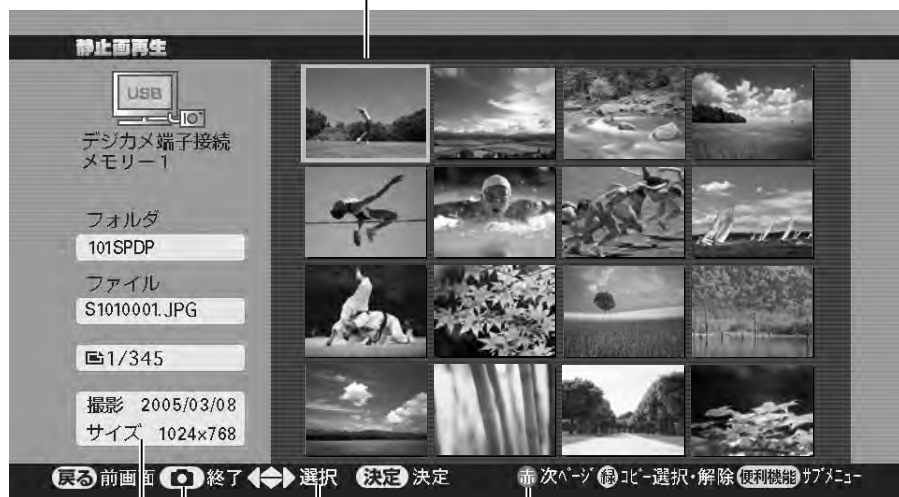 静止画再生
USB
デジカメ端子接続
メモリー1
フォルダ
101SPDP
ファイル
S1010001.JPG
1/345
撮影 2005/03/08
サイズ 1024×768
戻る 前画面 終了 選択 決定 決定 赤 次ページ 緑 コピー選択・解除 便利機能 サブメニュー